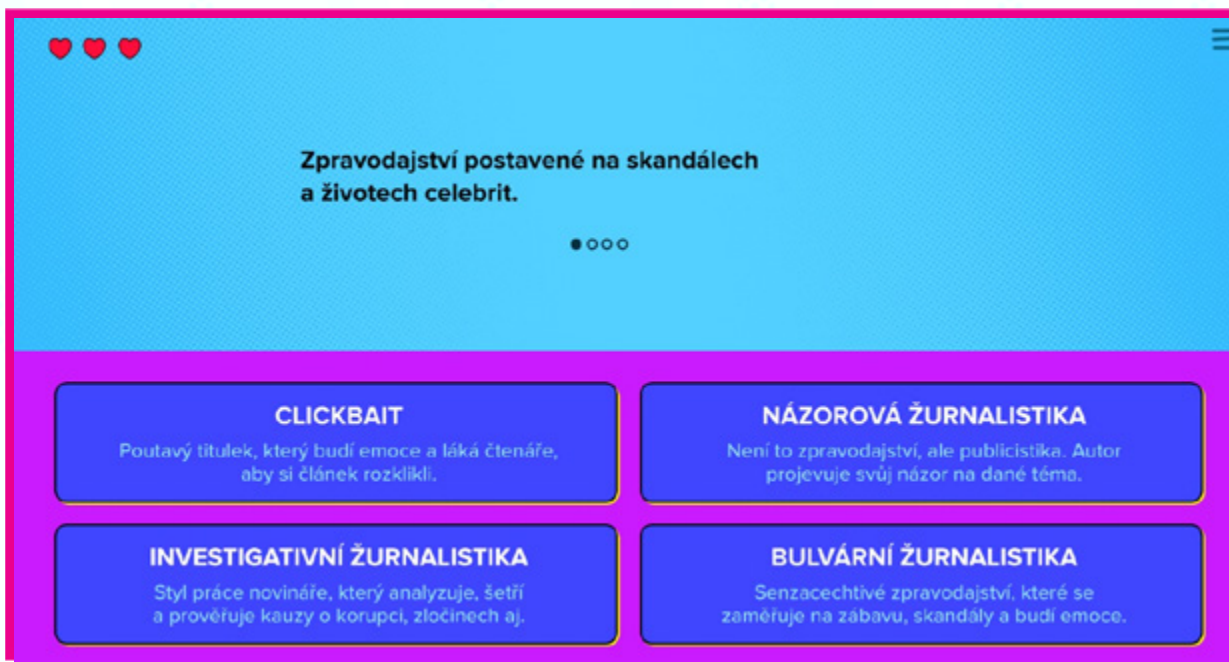 Zpravodajství postavené na skandálech
a životech celebrit.
CLICKBAIT
Poutavý titulek, který budí emoce a láká čtenáře,
aby si článek rozklikli.
NÁZOROVÁ ŽURNALISTIKA
Není to zpravodajství, ale publicistika. Autor
projevuje svůj názor na dané téma.
INVESTIGATIVNÍ ŽURNALISTIKA
Styl práce novináře, který analyzuje, šetří
a prověřuje kauzy o korupci, zločinech aj.
BULVÁRNÍ ŽURNALISTIKA
Senzacechtivé zpravodajství, které se
zaměřuje na zábavu, skandály a budí emoce.